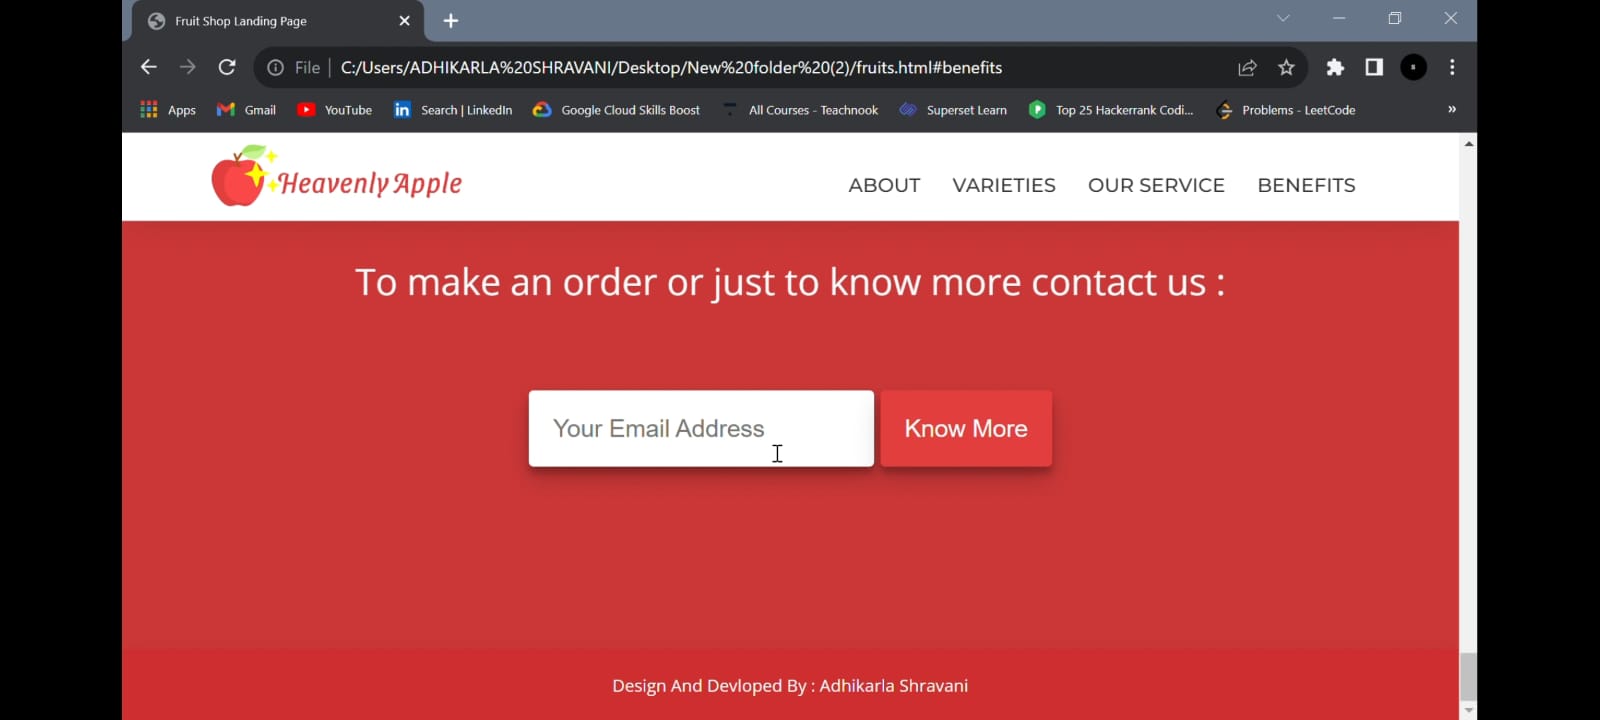 Fruit Shop Landing Page
File C:/Users/ADHIKARLA%20SHRAVANI/Desktop/New%20folder%20(2)/fruits.html#benefits
Apps Gmail YouTube Search | LinkedIn Google Cloud Skills Boost All Courses - Teachnook Superset Learn Top 25 Hackerrank Codi... Problems - LeetCode »
Heavenly Apple ABOUT VARIETIES OUR SERVICE BENEFITS
To make an order or just to know more contact us :
Your Email Address Know More
Design And Devloped By : Adhikarla Shravani